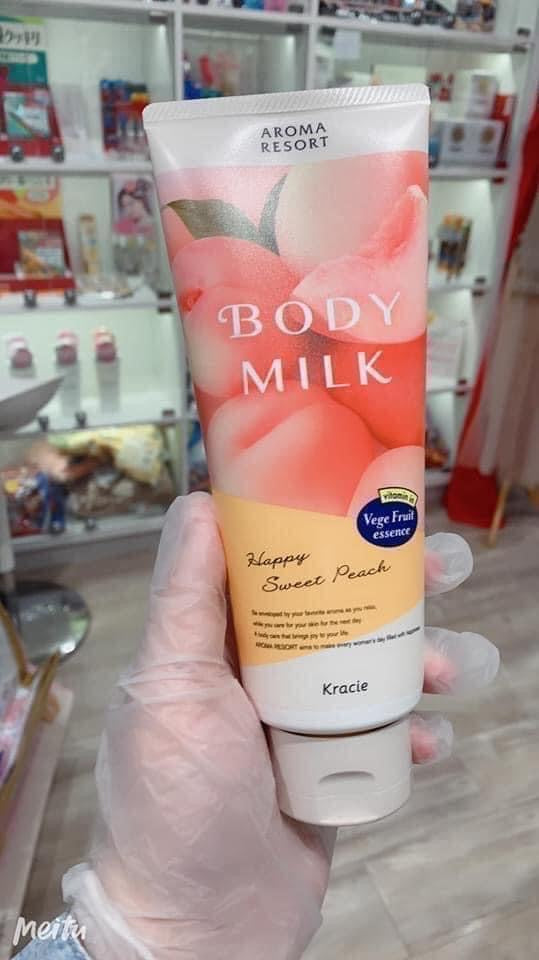 AROMA
RESORT
BODY
MILK
vitamin in
Vege Fruit
essence
Happy
Sweet Peach
Be enveloped by your favorite aroma as you relax,
while you care for your skin for the next day.
A body care that brings joy to your life.
AROMA RESORT aims to make every woman's day filled with happiness.
Kracie
Meitu